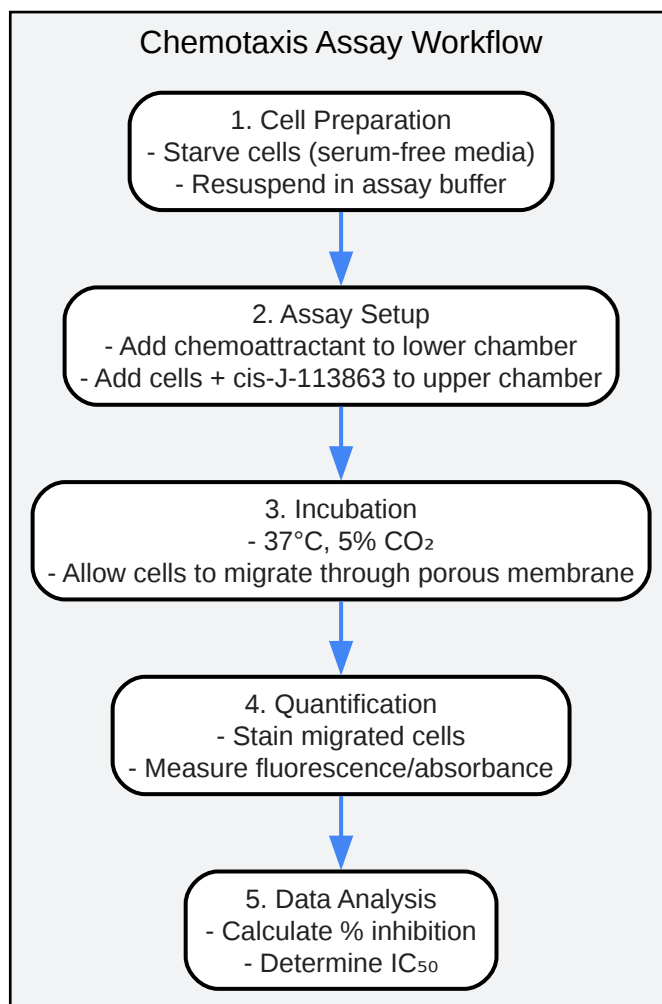 Chemotaxis Assay Workflow
1. Cell Preparation
- Starve cells (serum-free media)
- Resuspend in assay buffer
2. Assay Setup
- Add chemoattractant to lower chamber
- Add cells + cis-J-113863 to upper chamber
3. Incubation
- 37°C, 5% CO₂
- Allow cells to migrate through porous membrane
4. Quantification
- Stain migrated cells
- Measure fluorescence/absorbance
5. Data Analysis
- Calculate % inhibition
- Determine IC₅₀